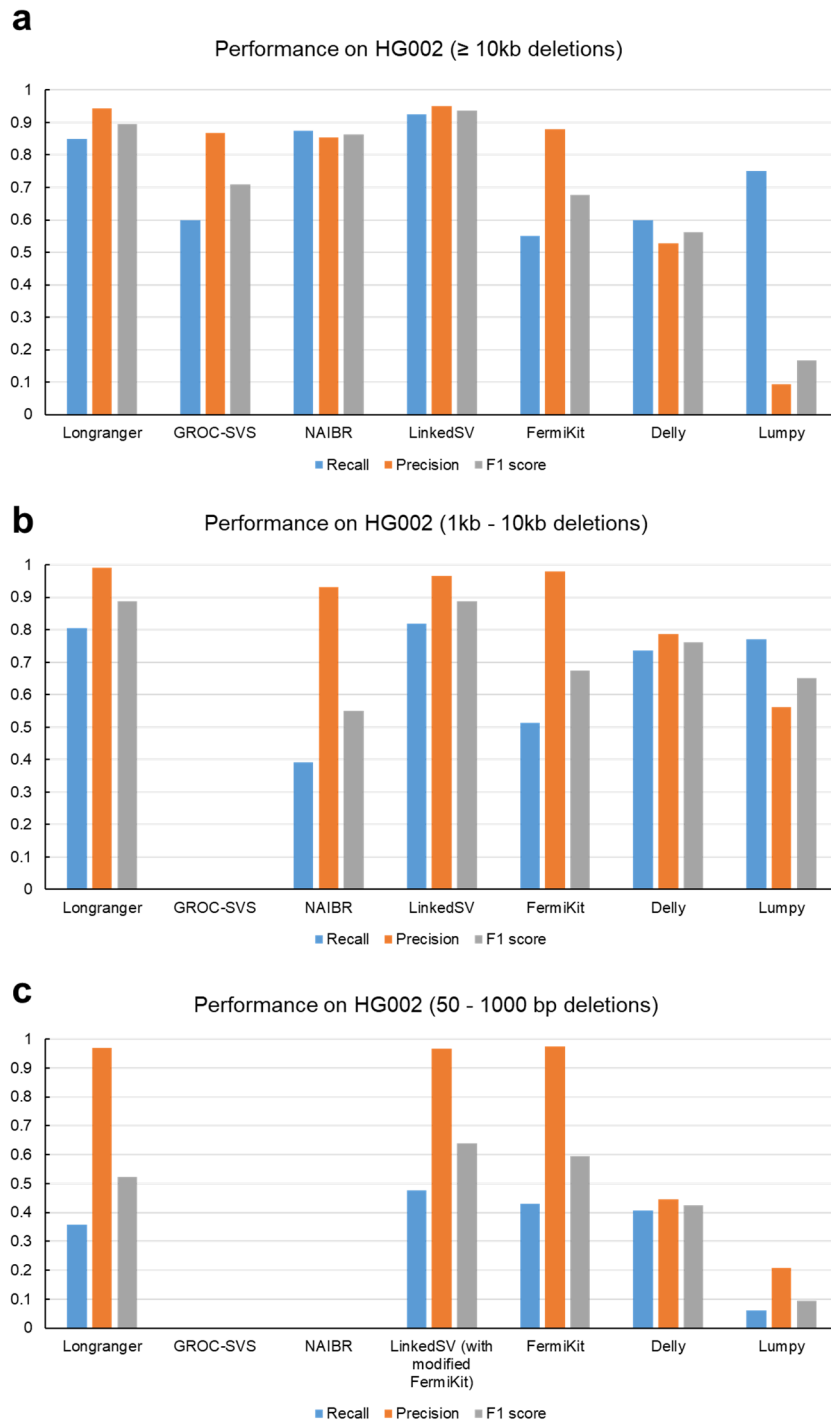 a
Performance on HG002 (≥ 10kb deletions)
1
0.9
0.8
0.7
0.6
0.5
0.4
0.3
0.2
0.1
0
Longranger GROC-SVS NAIBR LinkedSV FermiKit Delly Lumpy
Recall Precision F1 score
b
Performance on HG002 (1kb - 10kb deletions)
1
0.9
0.8
0.7
0.6
0.5
0.4
0.3
0.2
0.1
0
Longranger GROC-SVS NAIBR LinkedSV FermiKit Delly Lumpy
Recall Precision F1 score
c
Performance on HG002 (50 - 1000 bp deletions)
1
0.9
0.8
0.7
0.6
0.5
0.4
0.3
0.2
0.1
0
Longranger GROC-SVS NAIBR LinkedSV (with FermiKit Delly Lumpy
modified
FermiKit)
Recall Precision F1 score